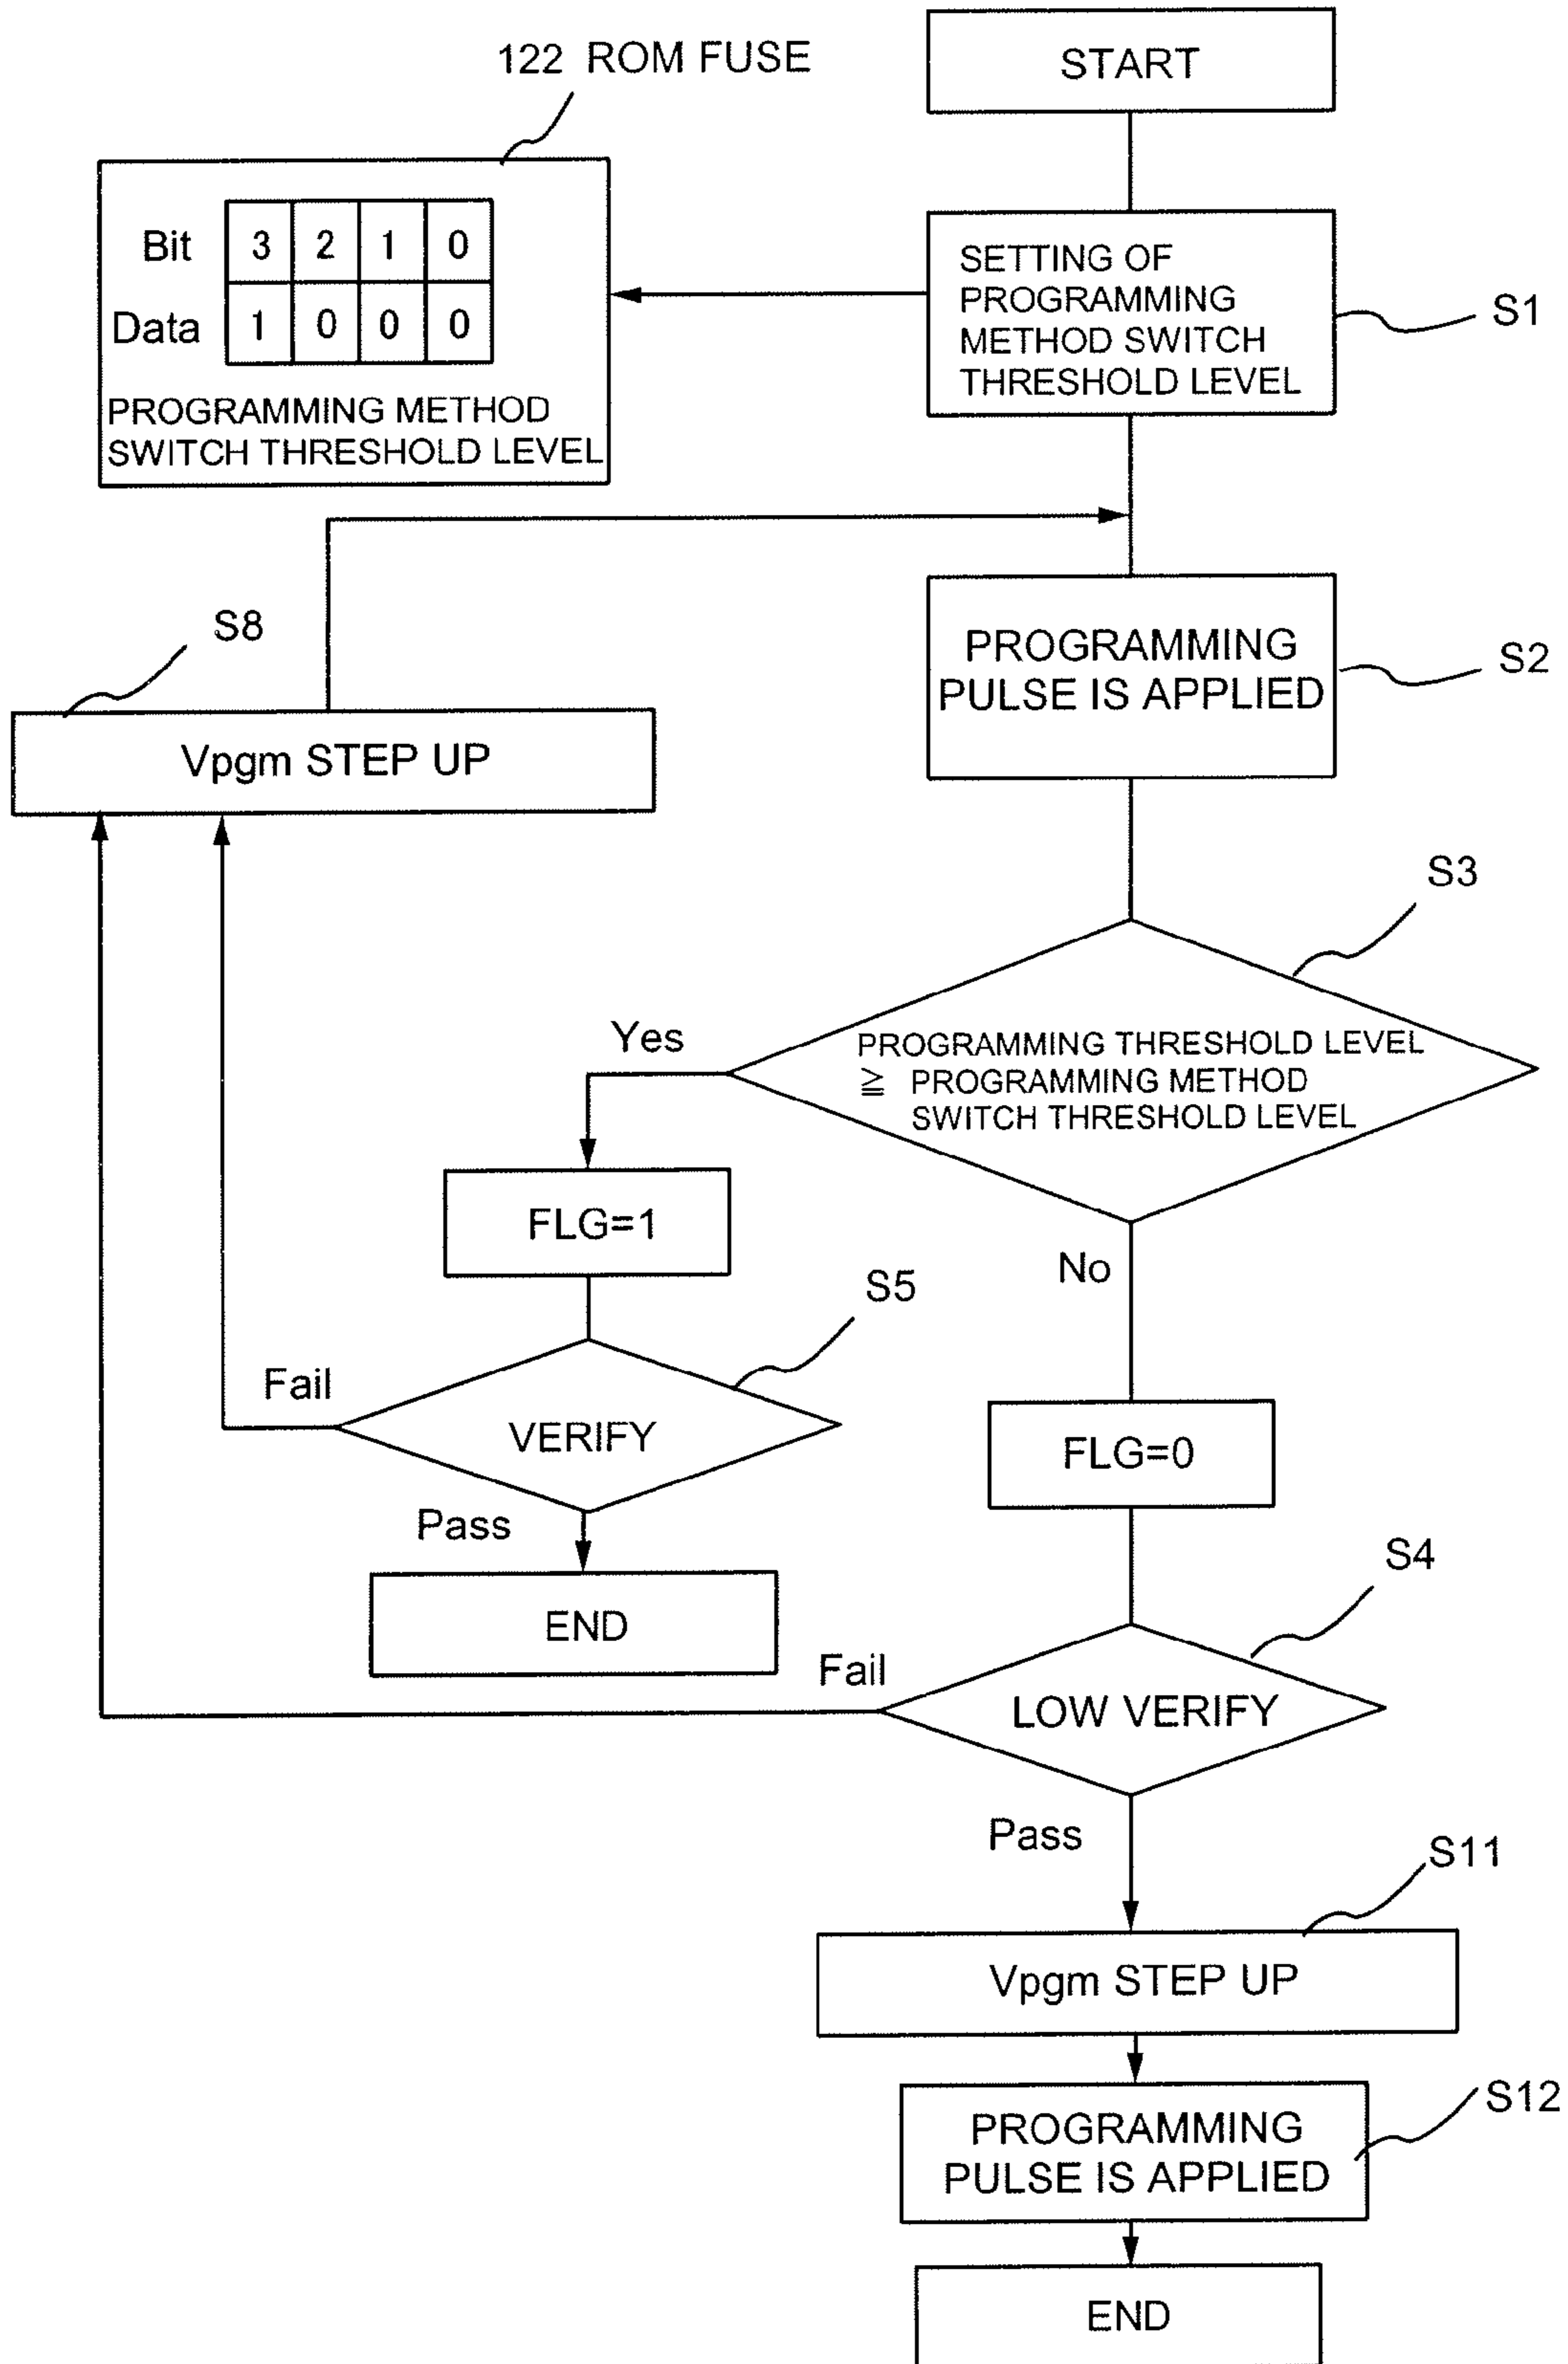 START
122 ROM FUSE
Bit 3 2 1 0
Data 1 0 0 0
PROGRAMMING METHOD
SWITCH THRESHOLD LEVEL
SETTING OF
PROGRAMMING
METHOD SWITCH
THRESHOLD LEVEL
S1
PROGRAMMING
PULSE IS APPLIED
S2
S8
Vpgm STEP UP
S3
PROGRAMMING THRESHOLD LEVEL
≧ PROGRAMMING METHOD
SWITCH THRESHOLD LEVEL
Yes
FLG=1
No
S5
VERIFY
Fail
Pass
END
FLG=0
S4
LOW VERIFY
Fail
Pass
S11
Vpgm STEP UP
S12
PROGRAMMING
PULSE IS APPLIED
END